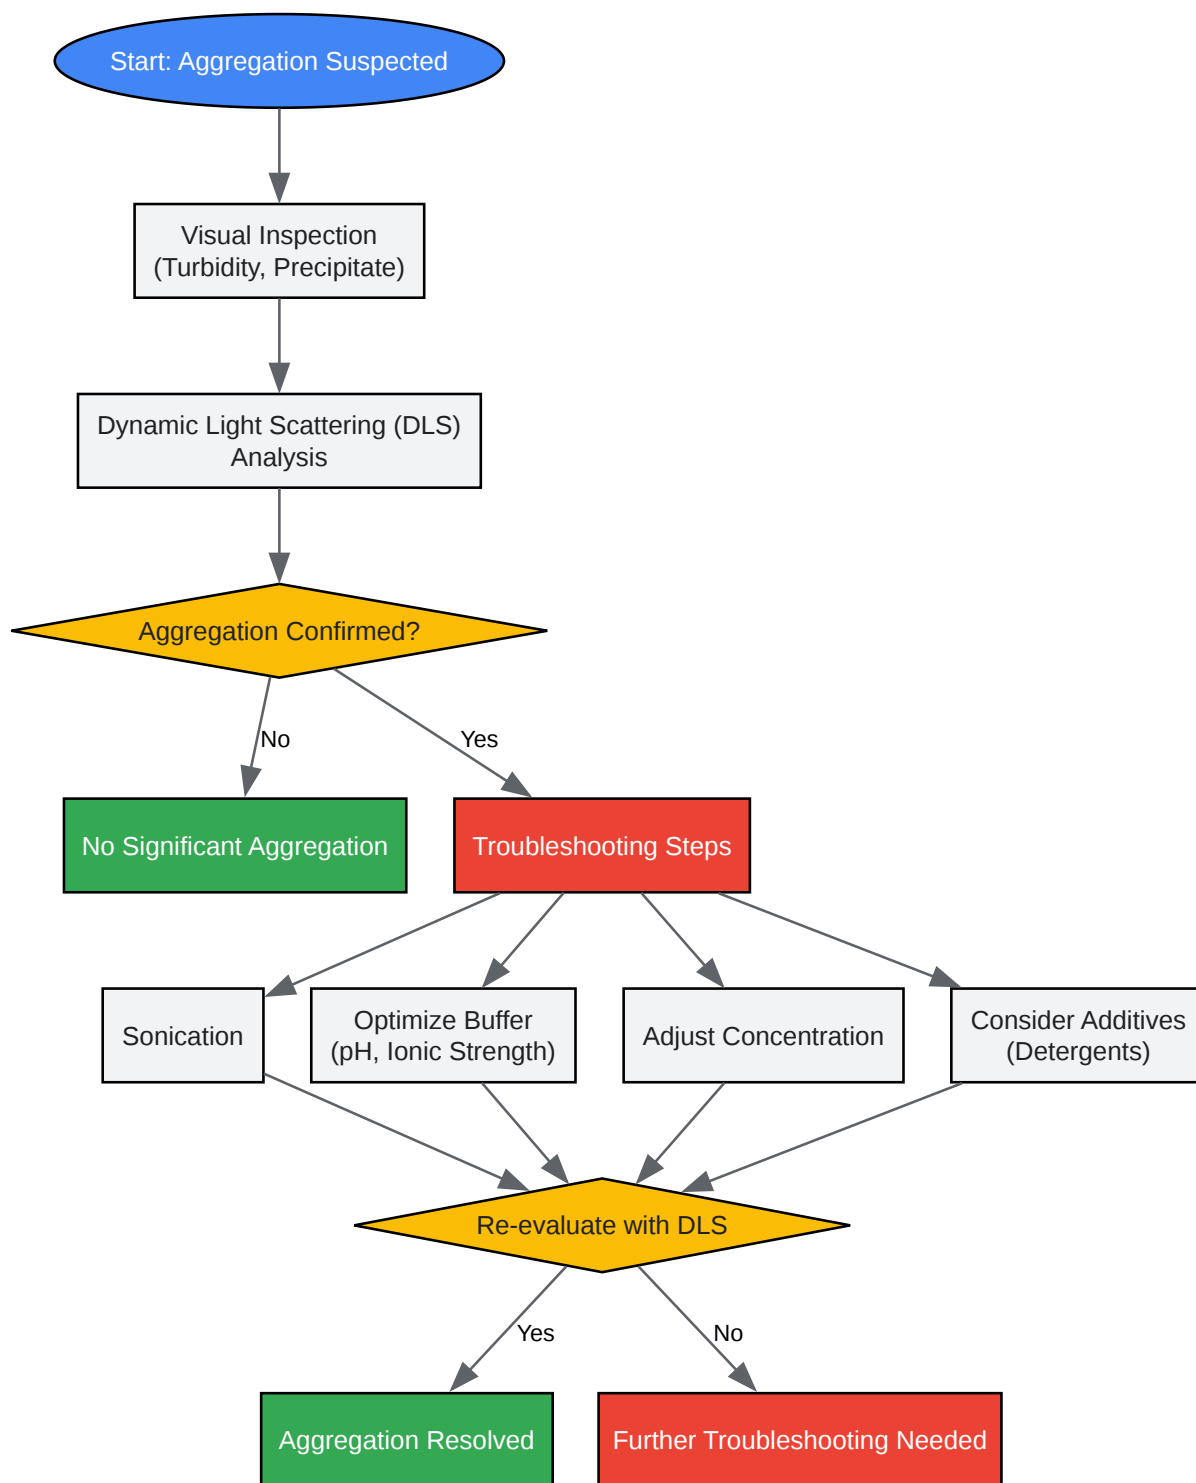 Start: Aggregation Suspected
Visual Inspection
(Turbidity, Precipitate)
Dynamic Light Scattering (DLS)
Analysis
Aggregation Confirmed?
No
Yes
No Significant Aggregation
Troubleshooting Steps
Sonication
Optimize Buffer
(pH, Ionic Strength)
Adjust Concentration
Consider Additives
(Detergents)
Re-evaluate with DLS
Yes
No
Aggregation Resolved
Further Troubleshooting Needed